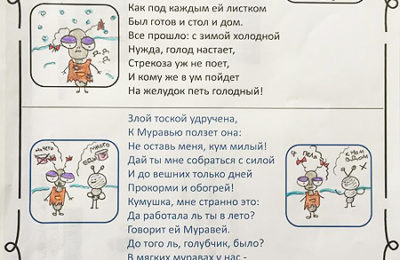 Как под каждым ей листком
Был готов и стол и дом.
Все прошло: с зимой холодной
Нужда, голод настает,
Стрекоза уж не поет,
И кому же в ум пойдет
На желудок петь голодный!
Злой тоской удручена,
К Муравью ползет она:
Не оставь меня, кум милый!
Дай ты мне собраться с силой
И до вешних только дней
Прокорми и обогрей!
Кумушка, мне странно это:
Да работала ль ты в лето?
Говорит ей Муравей.
До того ль, голубчик, было?
В мягких муравах у нас -
Пель